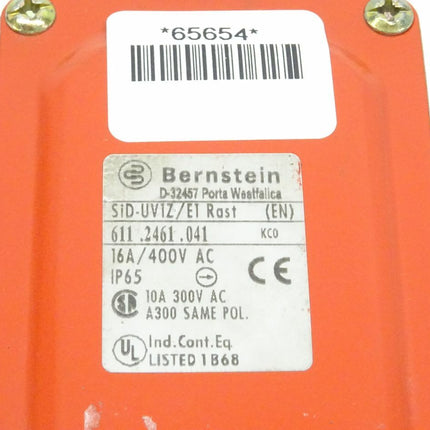 *65654*
Bernstein
D-32457 Porta Westfalica
SiD-UV1Z/E1 Rast (EN)
611.2461.041 KCO
16A/400V AC
IP65 CE
SA 10A 300V AC
A300 SAME POL.
UL Ind.Cont.Eq.
LISTED 1B68